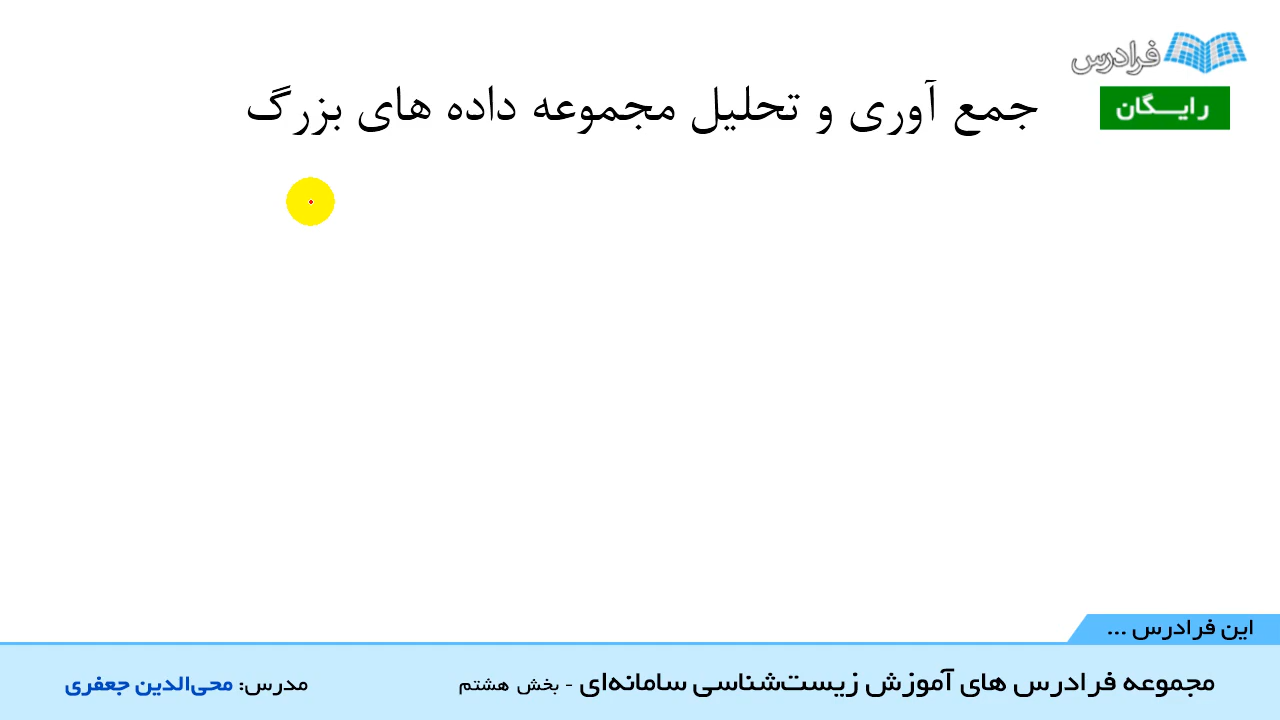 فرادرس
رایـــگان
جمع آوری و تحلیل مجموعه داده های بزرگ
این فرادرس ...
مجموعه فرادرس های آموزش زیست‌شناسی سامانه‌ای - بخش هشتم
مدرس: محی‌الدین جعفری